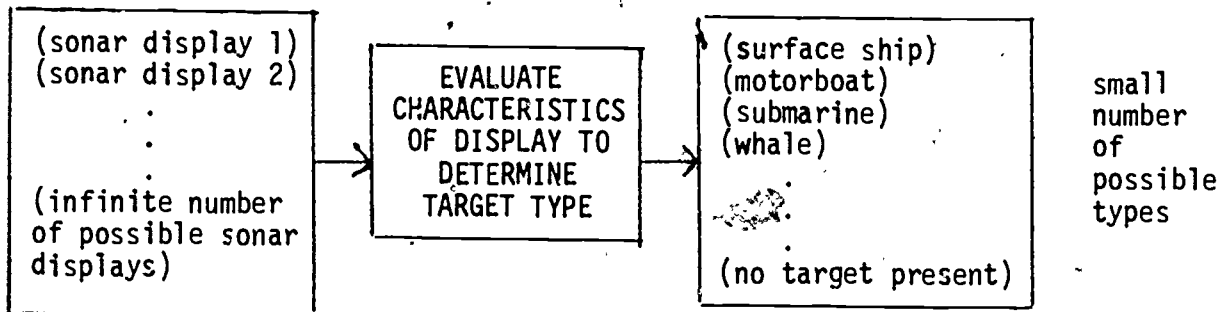 (sonar display 1)
(sonar display 2)
.
.
.
(infinite number
of possible sonar
displays)
EVALUATE
CHARACTERISTICS
OF DISPLAY TO
DETERMINE
TARGET TYPE
(surface ship)
(motorboat)
(submarine)
(whale)
.
.
.
(no target present)
small
number
of
possible
types